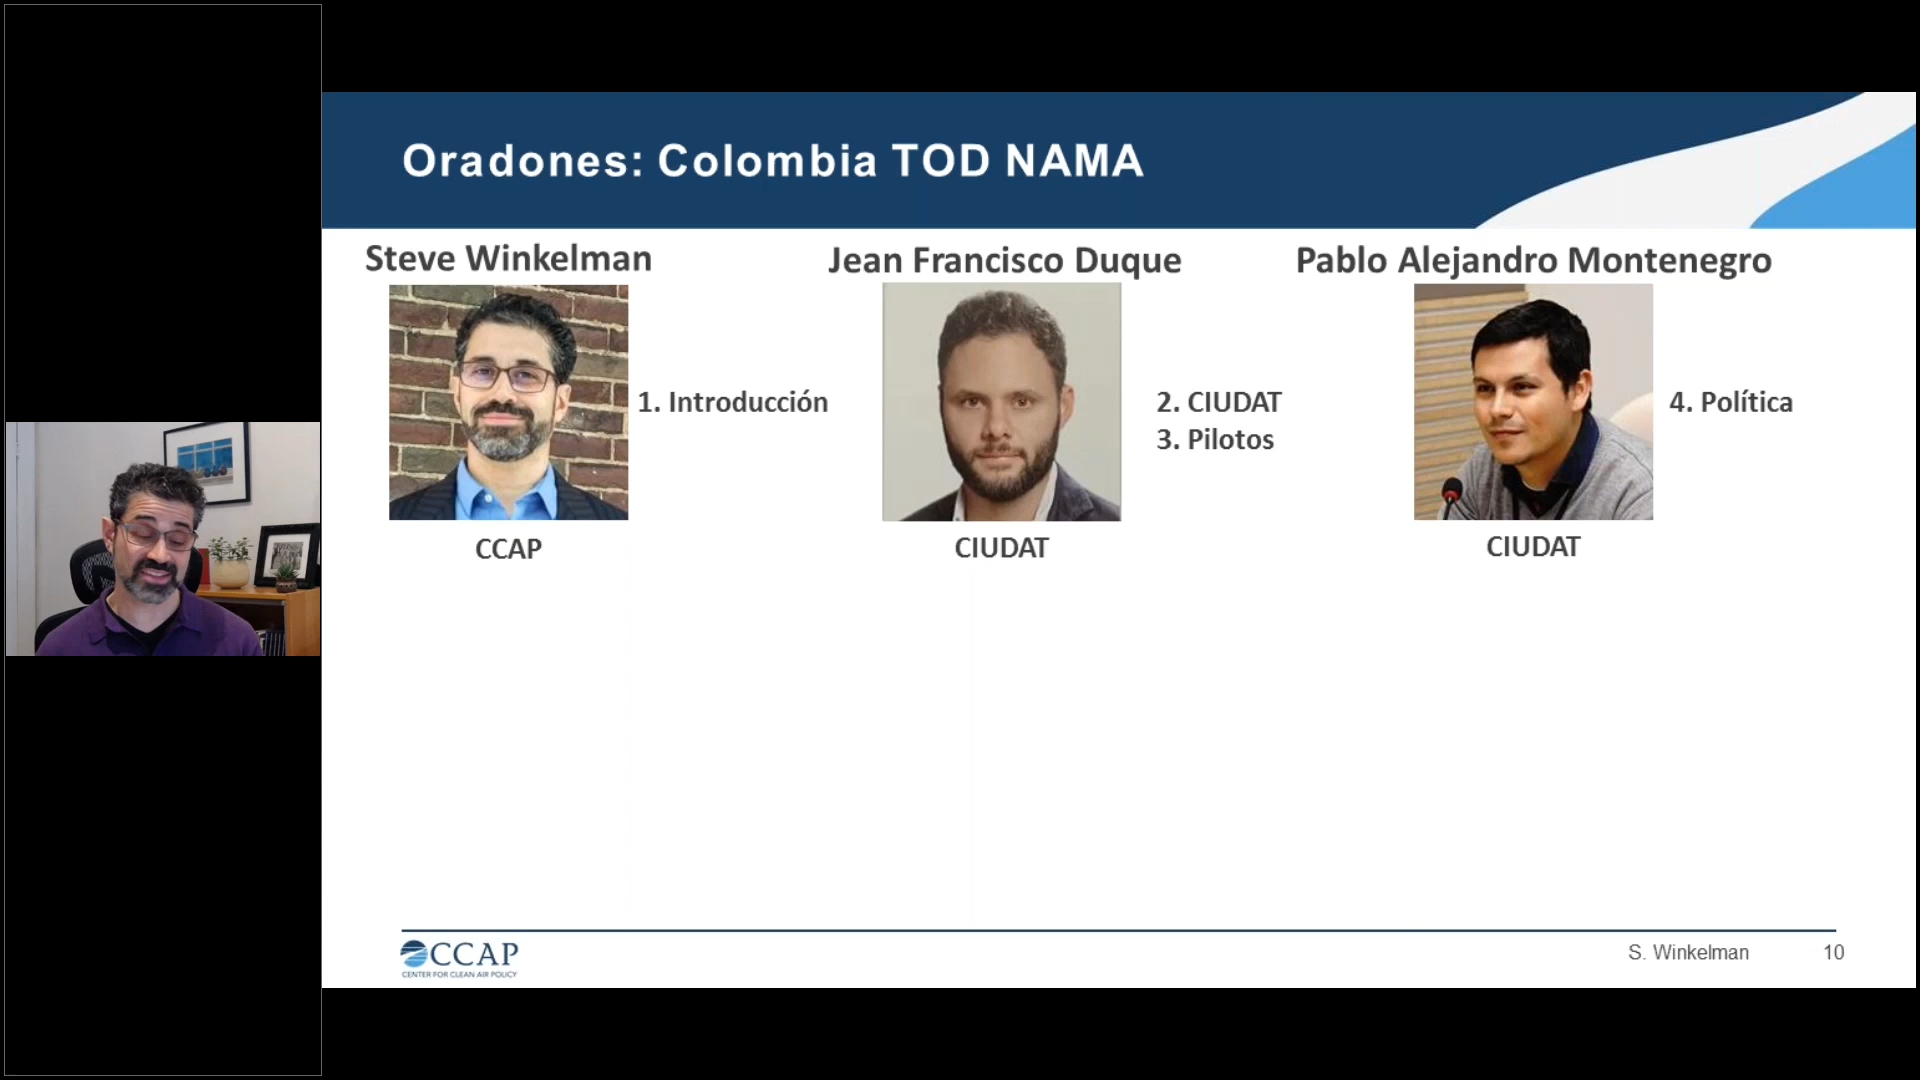 Oradones: Colombia TOD NAMA
Steve Winkelman
1. Introducción
CCAP
Jean Francisco Duque
2. CIUDAT
3. Pilotos
CIUDAT
Pablo Alejandro Montenegro
4. Política
CIUDAT
CCAP
CENTER FOR CLEAN AIR POLICY
S. Winkelman
10